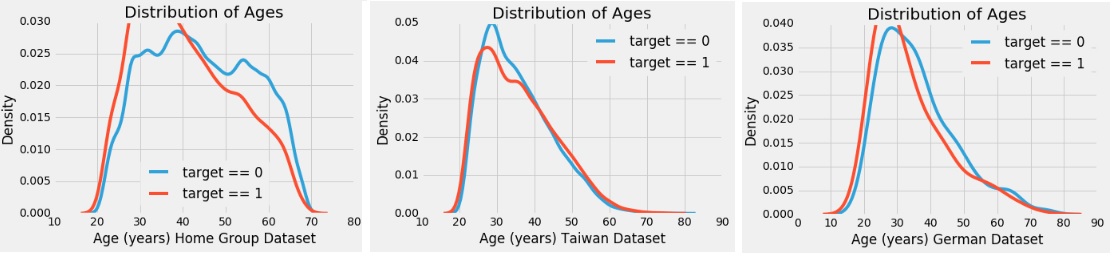 Distribution of Ages
0.030
0.025
0.020
0.015
0.010
0.005
0.000
Density
target == 0
target == 1
10 20 30 40 50 60 70 80
Age (years) Home Group Dataset
Distribution of Ages
0.05
0.04
0.03
0.02
0.01
0.00
Density
target == 0
target == 1
10 20 30 40 50 60 70 80 90
Age (years) Taiwan Dataset
Distribution of Ages
0.040
0.035
0.030
0.025
0.020
0.015
0.010
0.005
0.000
Density
target == 0
target == 1
0 10 20 30 40 50 60 70 80 90
Age (years) German Dataset